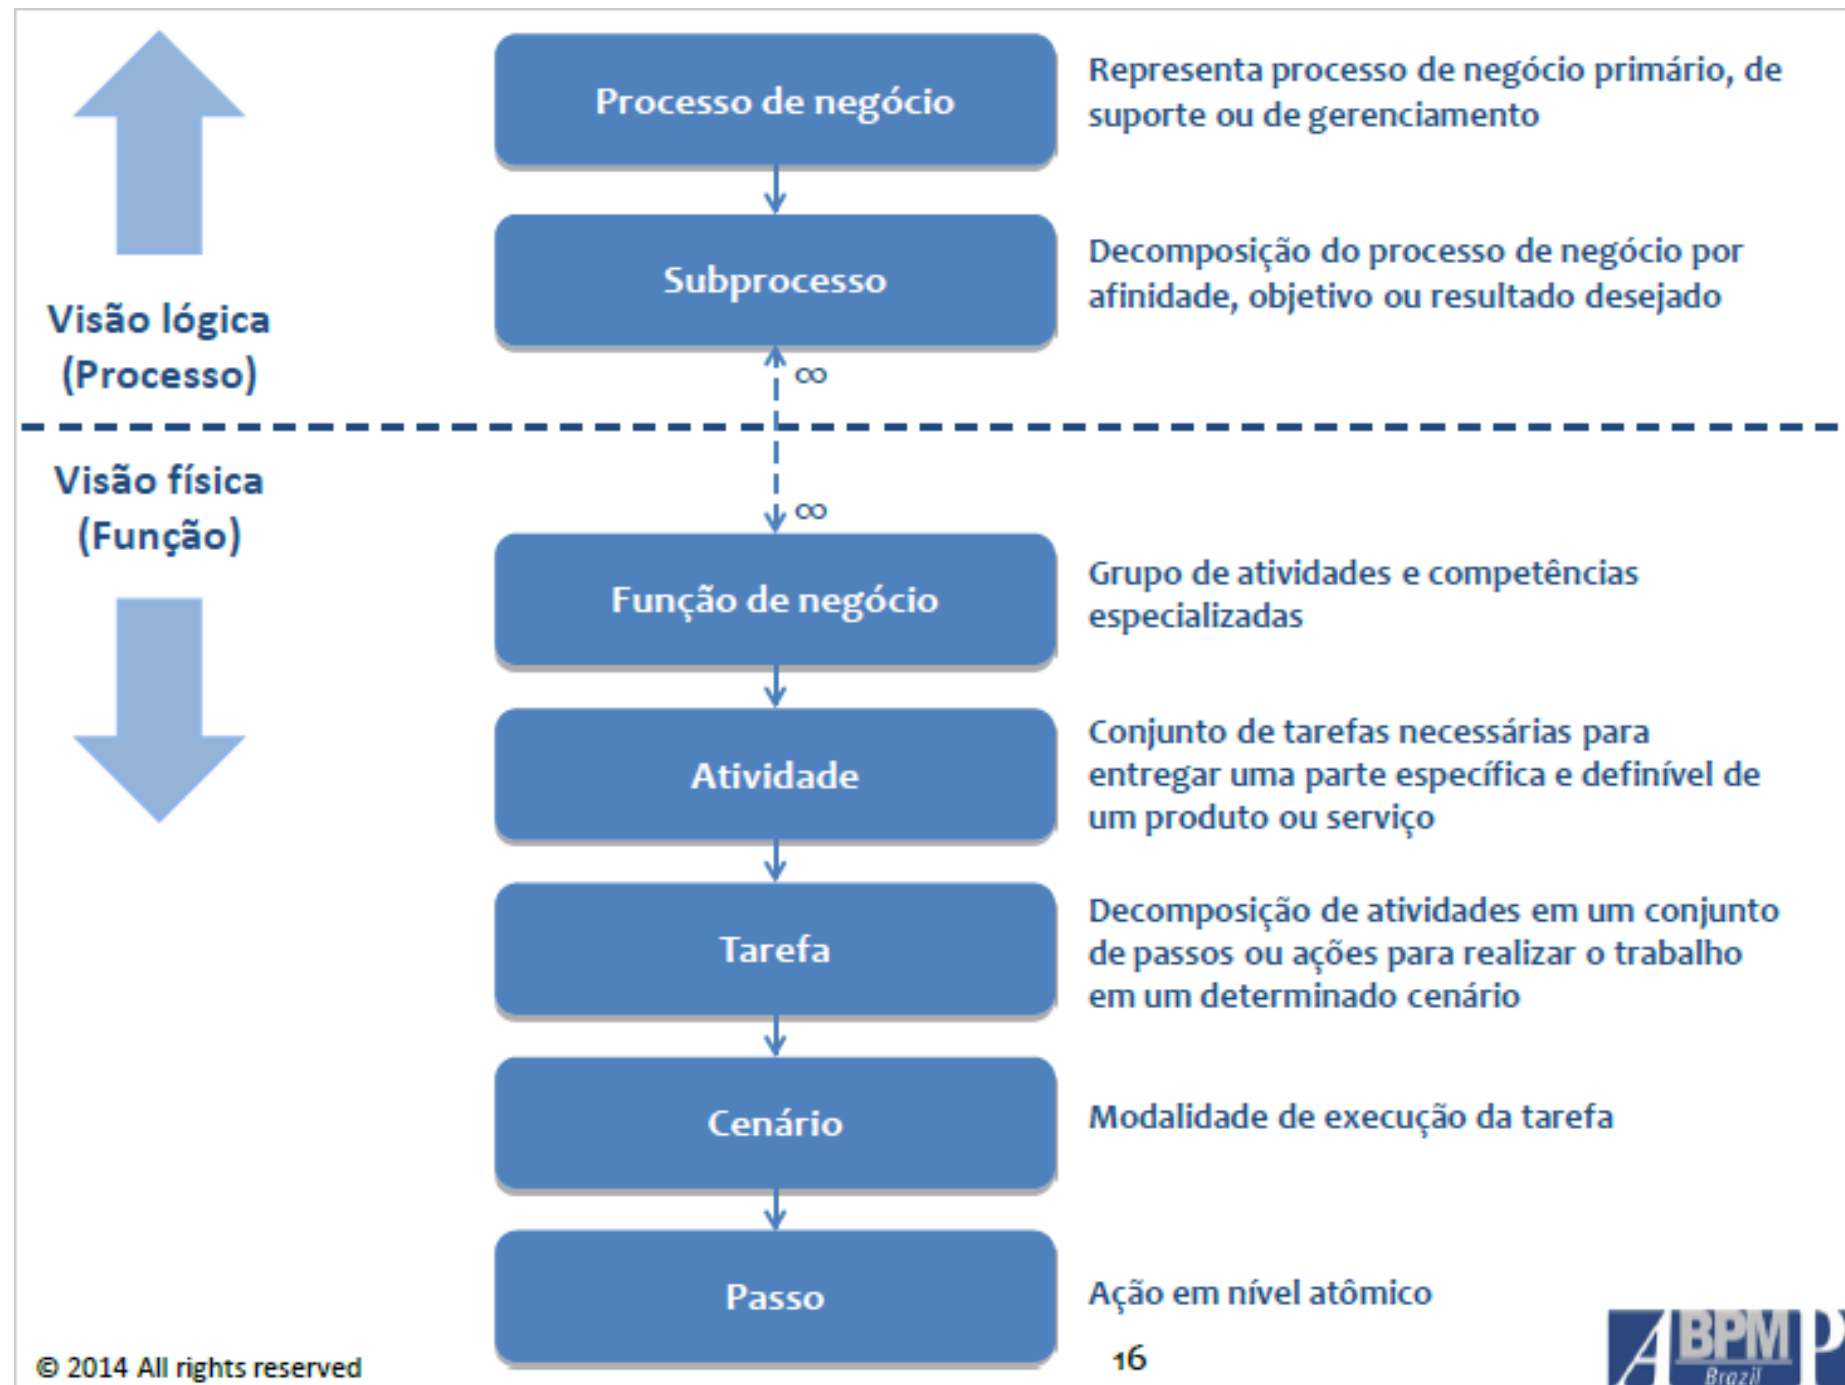 Processo de negócio
Representa processo de negócio primário, de
suporte ou de gerenciamento
Subprocesso
Decomposição do processo de negócio por
afinidade, objetivo ou resultado desejado
Visão lógica
(Processo)
∞
Visão física
(Função)
∞
Função de negócio
Grupo de atividades e competências
especializadas
Atividade
Conjunto de tarefas necessárias para
entregar uma parte específica e definível de
um produto ou serviço
Tarefa
Decomposição de atividades em um conjunto
de passos ou ações para realizar o trabalho
em um determinado cenário
Cenário
Modalidade de execução da tarefa
Passo
Ação em nível atômico
© 2014 All rights reserved
16
ABPMP
Brazil